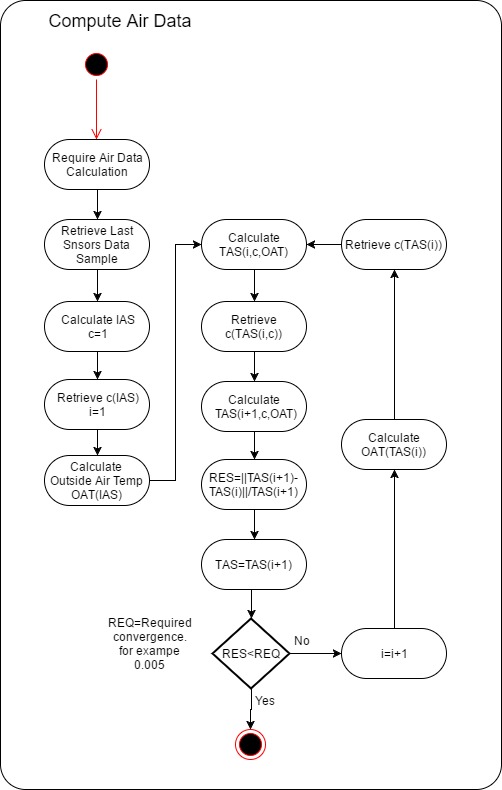 Compute Air Data
Require Air Data
Calculation
Retrieve Last
Snsors Data
Sample
Calculate IAS
c=1
Retrieve c(IAS)
i=1
Calculate
Outside Air Temp
OAT(IAS)
Calculate
TAS(i,c,OAT)
Retrieve
c(TAS(i,c))
Calculate
TAS(i+1,c,OAT)
RES=||TAS(i+1)-
TAS(i)||/TAS(i+1)
TAS=TAS(i+1)
REQ=Required
convergence.
for exampe
0.005
RES<REQ
No
Yes
i=i+1
Calculate
OAT(TAS(i))
Retrieve c(TAS(i))